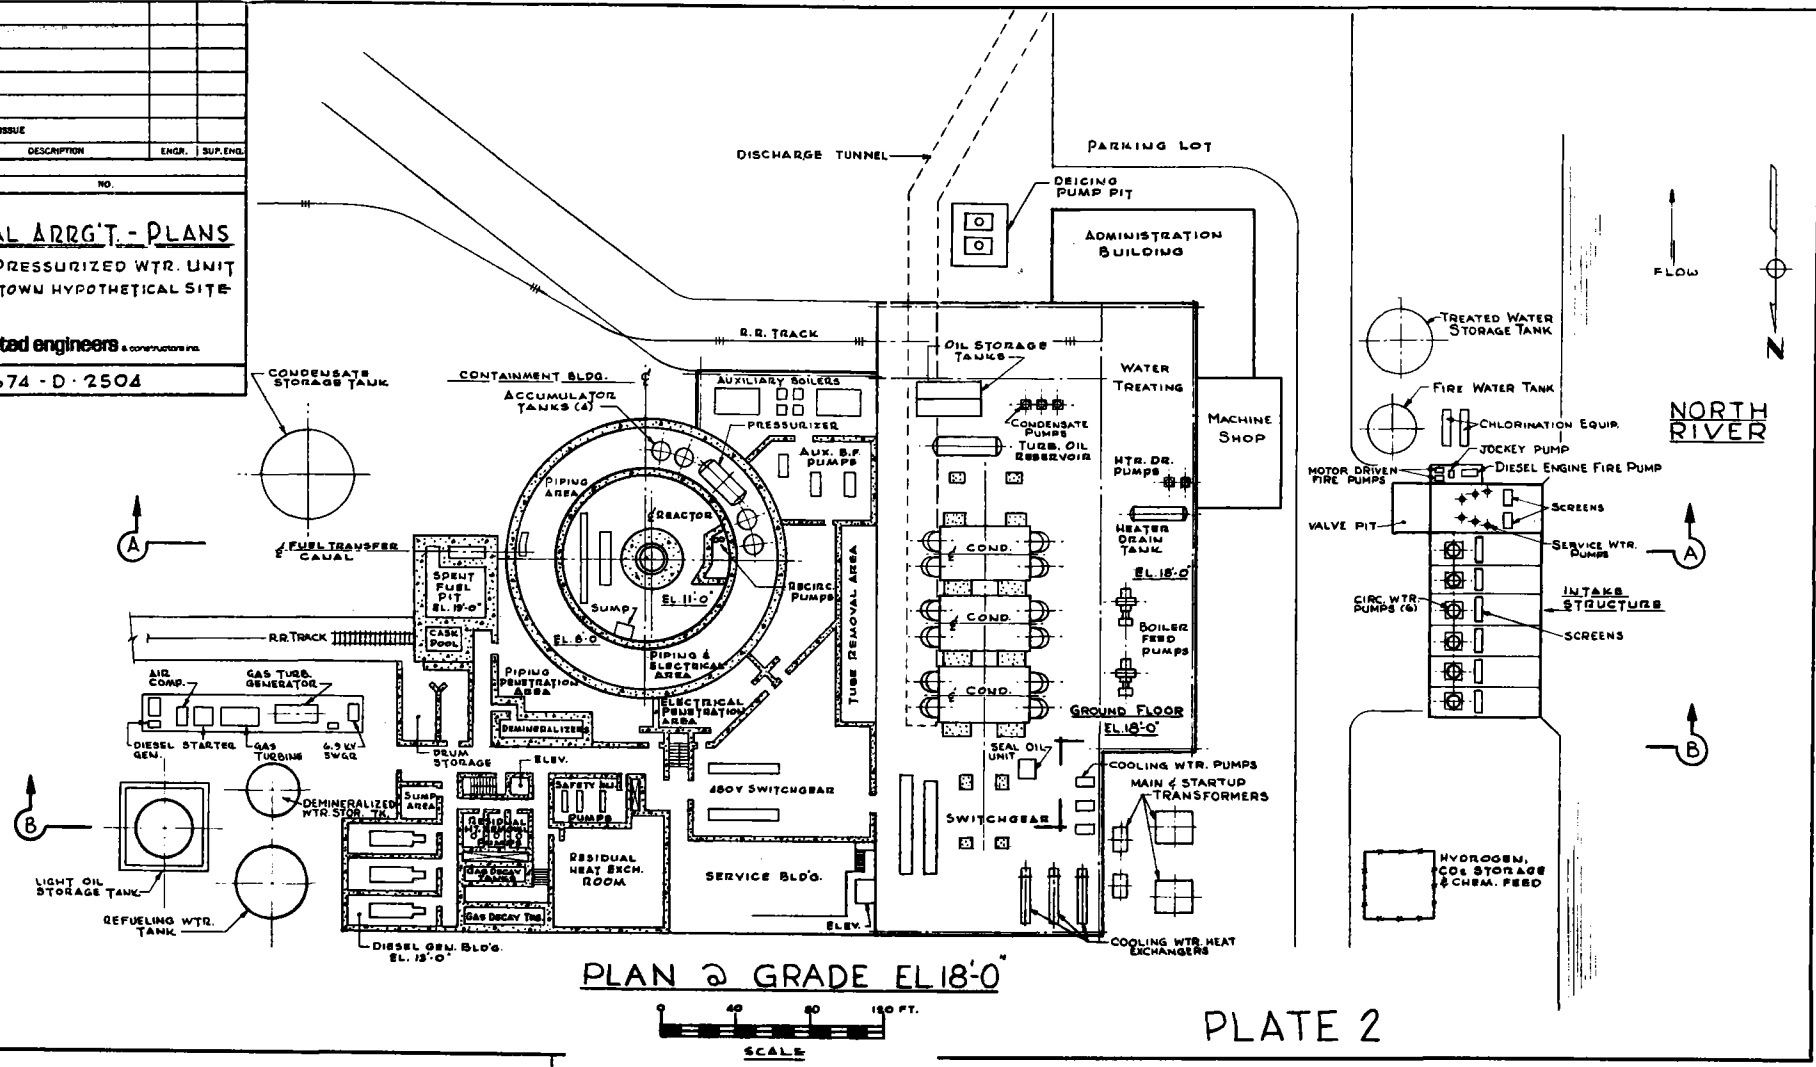 ISSUE
DESCRIPTION
ENGR.
SUP. ENG.
NO.
AL ARRG'T. - PLANS
PRESSURIZED WTR. UNIT
TOWN HYPOTHETICAL SITE
ted engineers & constructors inc.
674 - D - 2504
DISCHARGE TUNNEL
PARKING LOT
DEICING
PUMP PIT
ADMINISTRATION
BUILDING
FLOW
N
R.R. TRACK
OIL STORAGE
TANKS
WATER
TREATING
MACHINE
SHOP
TREATED WATER
STORAGE TANK
FIRE WATER TANK
NORTH
RIVER
CHLORINATION EQUIP.
JOCKEY PUMP
DIESEL ENGINE FIRE PUMP
MOTOR DRIVEN
FIRE PUMPS
VALVE PIT
SCREENS
SERVICE WTR.
PUMPS
A
CIRC. WTR.
PUMPS (6)
INTAKE
STRUCTURE
SCREENS
B
HYDROGEN,
CO2 STORAGE
& CHEM. FEED
CONDENSATE
STORAGE TANK
CONTAINMENT BLDG.
ACCUMULATOR
TANKS (4)
PRESSURIZER
AUXILIARY BOILERS
AUX. B.F.
PUMPS
CONDENSATE
PUMPS
TURB. OIL
RESERVOIR
HTR. DR.
PUMPS
HEATER
DRAIN
TANK
EL. 18'-0"
A
FUEL TRANSFER
CANAL
SPENT
FUEL
PIT
EL. 19'-0"
CASK
POOL
R.R. TRACK
PIPING
AREA
REACTOR
EL. 11'-0"
SUMP
EL. 8'-0"
RECIRC.
PUMPS
PIPING &
ELECTRICAL
AREA
PIPING
PENETRATION
AREA
ELECTRICAL
PENETRATION
AREA
TUBE REMOVAL AREA
COND.
COND.
COND.
BOILER
FEED
PUMPS
GROUND FLOOR
EL. 18'-0"
AIR
COMP.
GAS TURB.
GENERATOR
DIESEL STARTER
GEN.
GAS
TURBINE
6.9 KV
SWGR
DRUM
STORAGE
DEMINERALIZERS
ELEV.
SEAL OIL
UNIT
COOLING WTR. PUMPS
MAIN & STARTUP
TRANSFORMERS
B
DEMINERALIZED
WTR. STOR. TK.
SUMP
AREA
SAFETY INJ.
PUMPS
480V SWITCHGEAR
SWITCHGEAR
RESIDUAL
HT. REMOVAL
PUMPS
GAS DECAY
TANKS
GAS DECAY TKS.
RESIDUAL
HEAT EXCH.
ROOM
SERVICE BLD'G.
ELEV.
LIGHT OIL
STORAGE TANK
REFUELING WTR.
TANK
DIESEL GEN. BLD'G.
EL. 13'-0"
COOLING WTR. HEAT
EXCHANGERS
PLAN @ GRADE EL 18'-0"
0 40 80 120 FT.
SCALE
PLATE 2